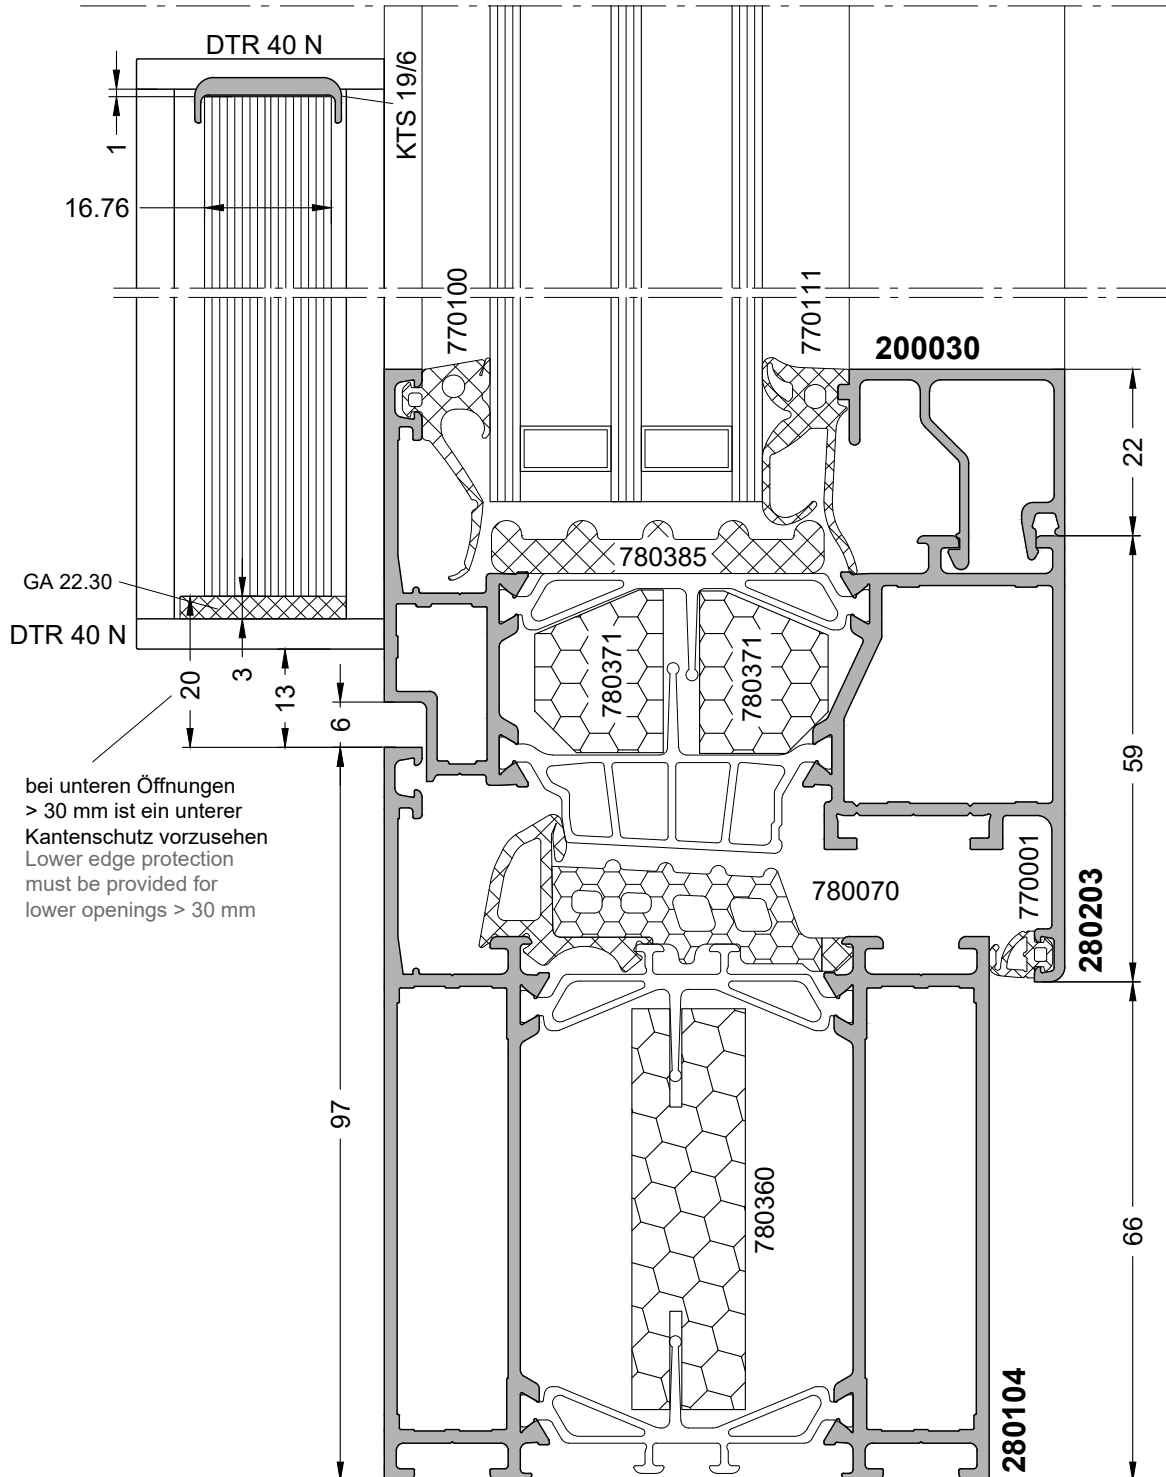 DTR 40 N
KTS 19/6
1
16.76
770100
770111
200030
22
780385
GA 22.30
DTR 40 N
20
3
13
6
780371
780371
59
bei unteren Öffnungen
> 30 mm ist ein unterer
Kantenschutz vorzusehen
Lower edge protection
must be provided for
lower openings > 30 mm
780070
770001
280203
97
780360
66
280104